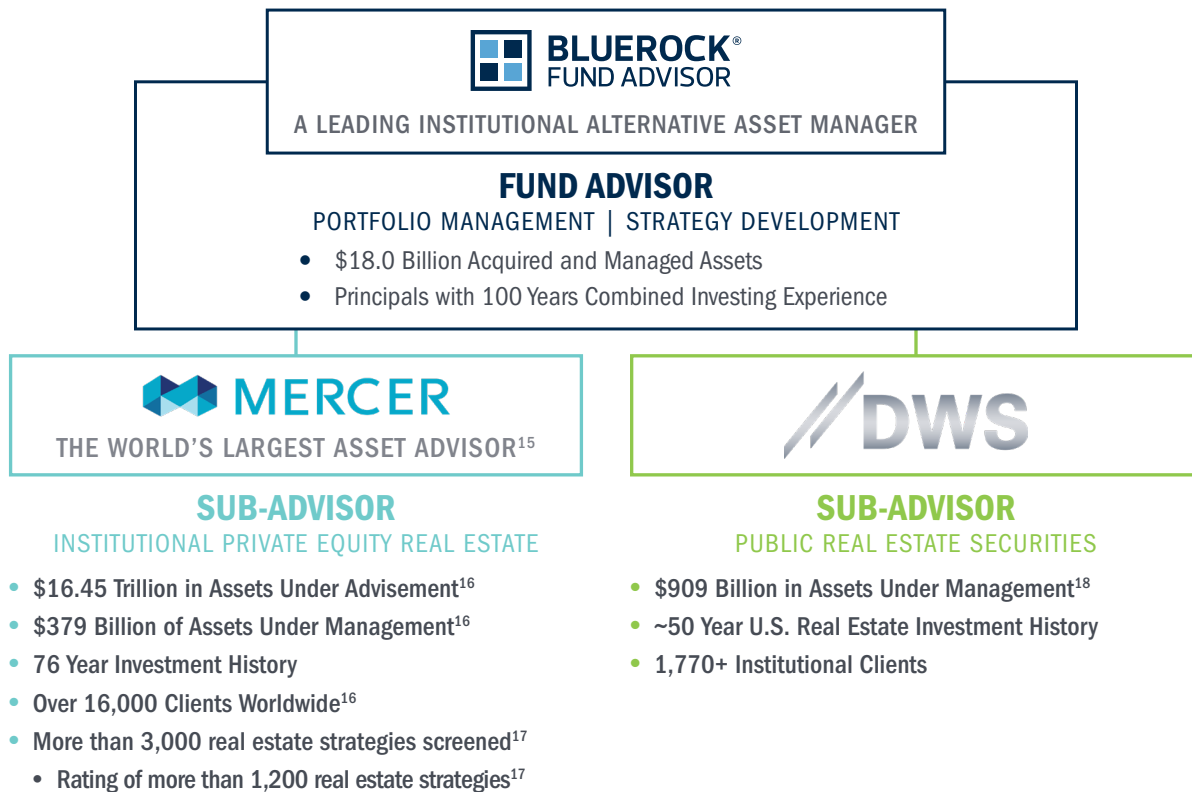 BLUEROCK®
FUND ADVISOR
A LEADING INSTITUTIONAL ALTERNATIVE ASSET MANAGER
FUND ADVISOR
PORTFOLIO MANAGEMENT | STRATEGY DEVELOPMENT
• $18.0 Billion Acquired and Managed Assets
• Principals with 100 Years Combined Investing Experience
MERCER
THE WORLD'S LARGEST ASSET ADVISOR15
SUB-ADVISOR
INSTITUTIONAL PRIVATE EQUITY REAL ESTATE
• $16.45 Trillion in Assets Under Advisement16
• $379 Billion of Assets Under Management16
• 76 Year Investment History
• Over 16,000 Clients Worldwide16
• More than 3,000 real estate strategies screened17
• Rating of more than 1,200 real estate strategies17
DWS
SUB-ADVISOR
PUBLIC REAL ESTATE SECURITIES
• $909 Billion in Assets Under Management18
• ~50 Year U.S. Real Estate Investment History
• 1,770+ Institutional Clients